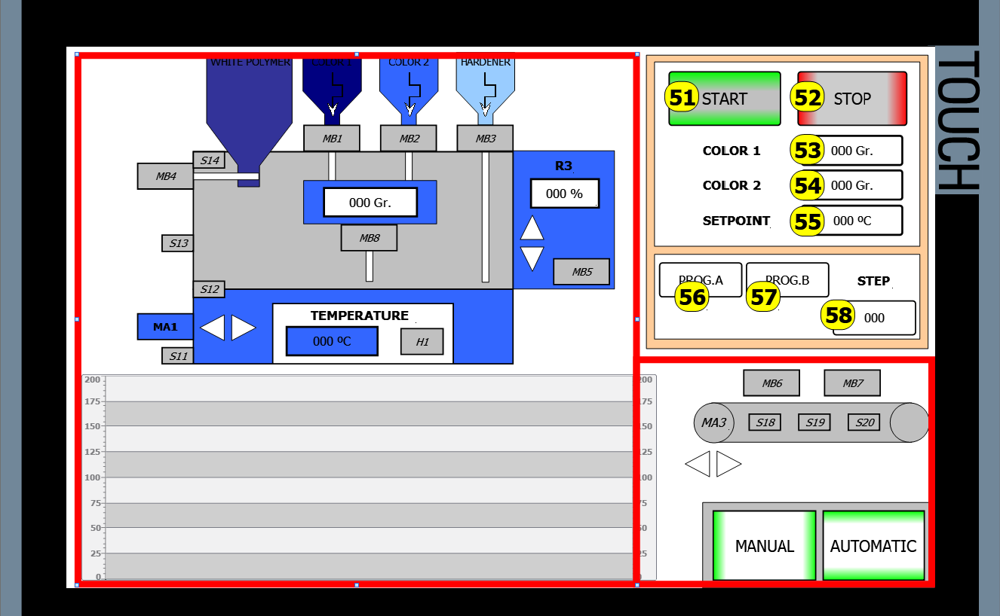 WHITE POLYMER
COLOR 1
COLOR 2
HARDENER
MB1
MB2
MB3
S14
MB4
R3
000 %
000 Gr.
MB8
S13
MB5
S12
MA1
TEMPERATURE
000 ºC
H1
S11
200
175
150
125
100
75
50
25
0
200
175
150
125
100
75
50
25
0
51 START
52 STOP
COLOR 1 53 000 Gr.
COLOR 2 54 000 Gr.
SETPOINT 55 000 ºC
PROG.A
56
PROG.B
57
STEP
58 000
MB6
MB7
MA3
S18
S19
S20
MANUAL
AUTOMATIC
TOUCH